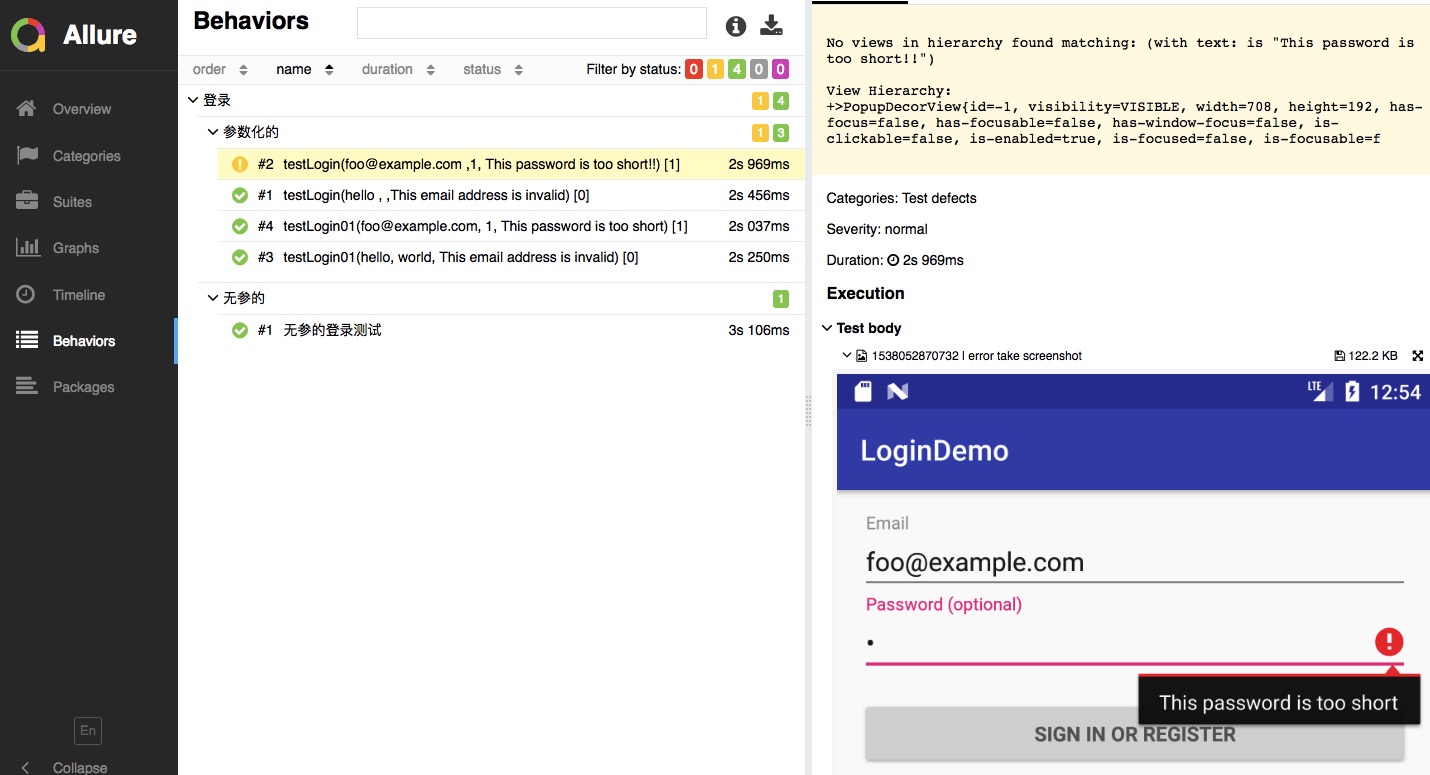 Allure
Overview
Categories
Suites
Graphs
Timeline
Behaviors
Packages
En
Collapse
Behaviors
order name duration status Filter by status: 0 1 4 0 0
登录 1 4
参数化的 1 3
#2 testLogin(foo@example.com ,1, This password is too short!!) [1] 2s 969ms
#1 testLogin(hello , ,This email address is invalid) [0] 2s 456ms
#4 testLogin01(foo@example.com, 1, This password is too short) [1] 2s 037ms
#3 testLogin01(hello, world, This email address is invalid) [0] 2s 250ms
无参的 1
#1 无参的登录测试 3s 106ms
No views in hierarchy found matching: (with text: is "This password is
too short!!")
View Hierarchy:
+>PopupDecorView{id=-1, visibility=VISIBLE, width=708, height=192, has-
focus=false, has-focusable=false, has-window-focus=false, is-
clickable=false, is-enabled=true, is-focused=false, is-focusable=f
Categories: Test defects
Severity: normal
Duration: 2s 969ms
Execution
Test body
1538052870732 | error take screenshot 122.2 KB
LTE 12:54
LoginDemo
Email
foo@example.com
Password (optional)
•
This password is too short
SIGN IN OR REGISTER